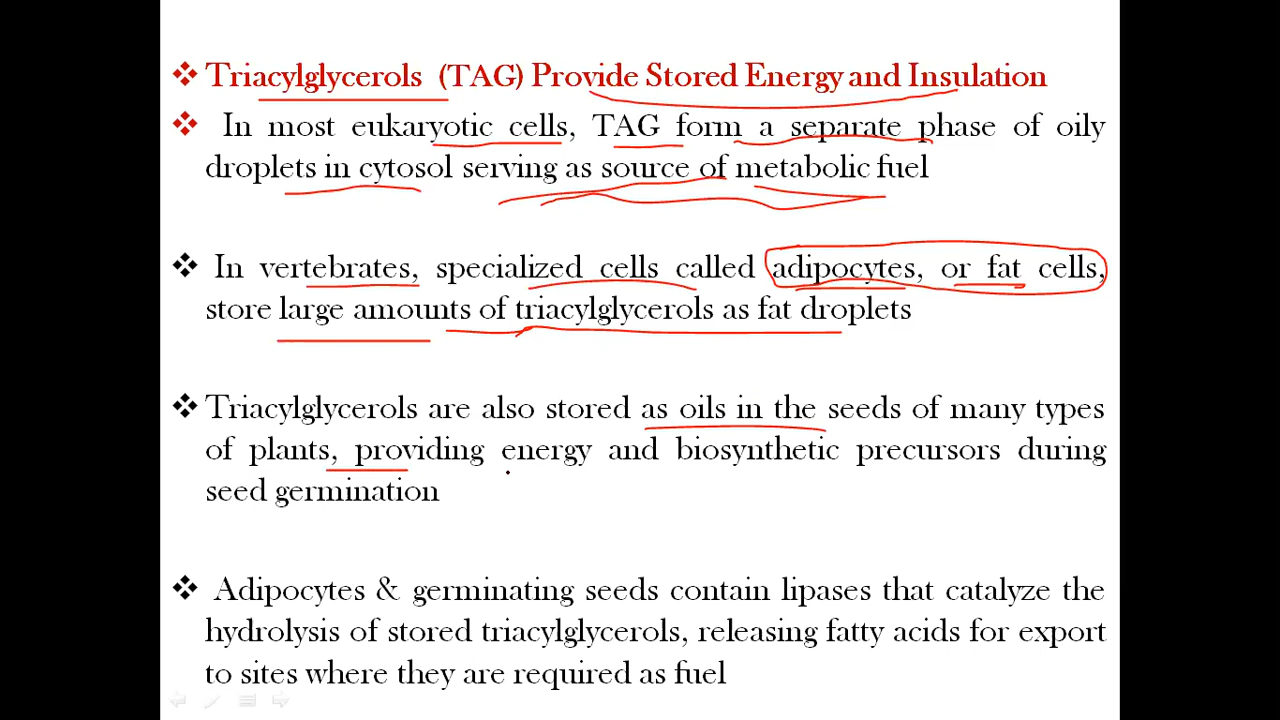 ❖ Triacylglycerols (TAG) Provide Stored Energy and Insulation
❖ In most eukaryotic cells, TAG form a separate phase of oily
droplets in cytosol serving as source of metabolic fuel
❖ In vertebrates, specialized cells called adipocytes, or fat cells,
store large amounts of triacylglycerols as fat droplets
❖ Triacylglycerols are also stored as oils in the seeds of many types
of plants, providing energy and biosynthetic precursors during
seed germination
❖ Adipocytes & germinating seeds contain lipases that catalyze the
hydrolysis of stored triacylglycerols, releasing fatty acids for export
to sites where they are required as fuel